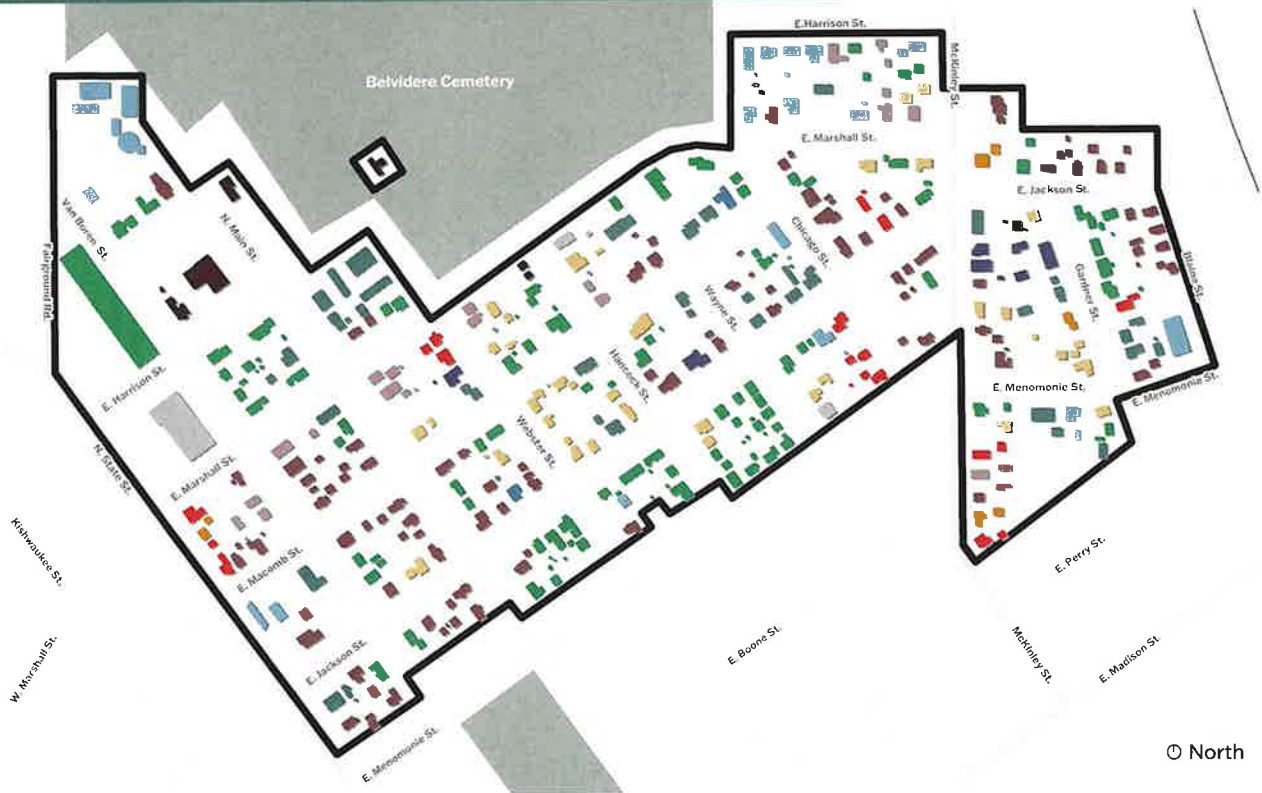 E. Harrison St.
Belvidere Cemetery
McKinley St.
E. Marshall St.
E. Jackson St.
Van Buren St.
N. Main St.
Chicago St.
Fairground Rd.
Blaine St.
Gardner St.
Wayne St.
Hancock St.
E. Harrison St.
E. Menomonie St.
E. Menomonie St.
Webster St.
N. State St.
E. Marshall St.
Kishwaukee St.
E. Macomb St.
E. Perry St.
W. Marshall St.
E. Jackson St.
E. Boone St.
McKinley St.
E. Madison St.
E. Menomonie St.
North